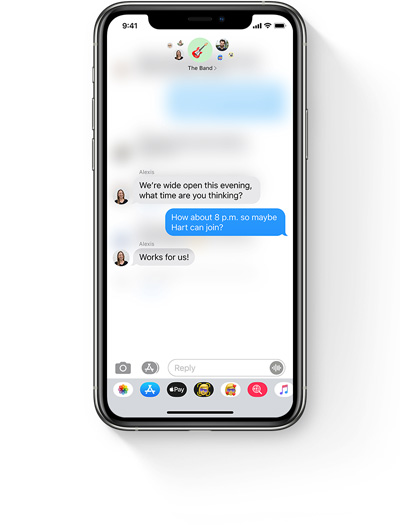 9:41
The Band >
Alexis
We're wide open this evening,
what time are you thinking?
How about 8 p.m. so maybe
Hart can join?
Alexis
Works for us!
Reply
Pay